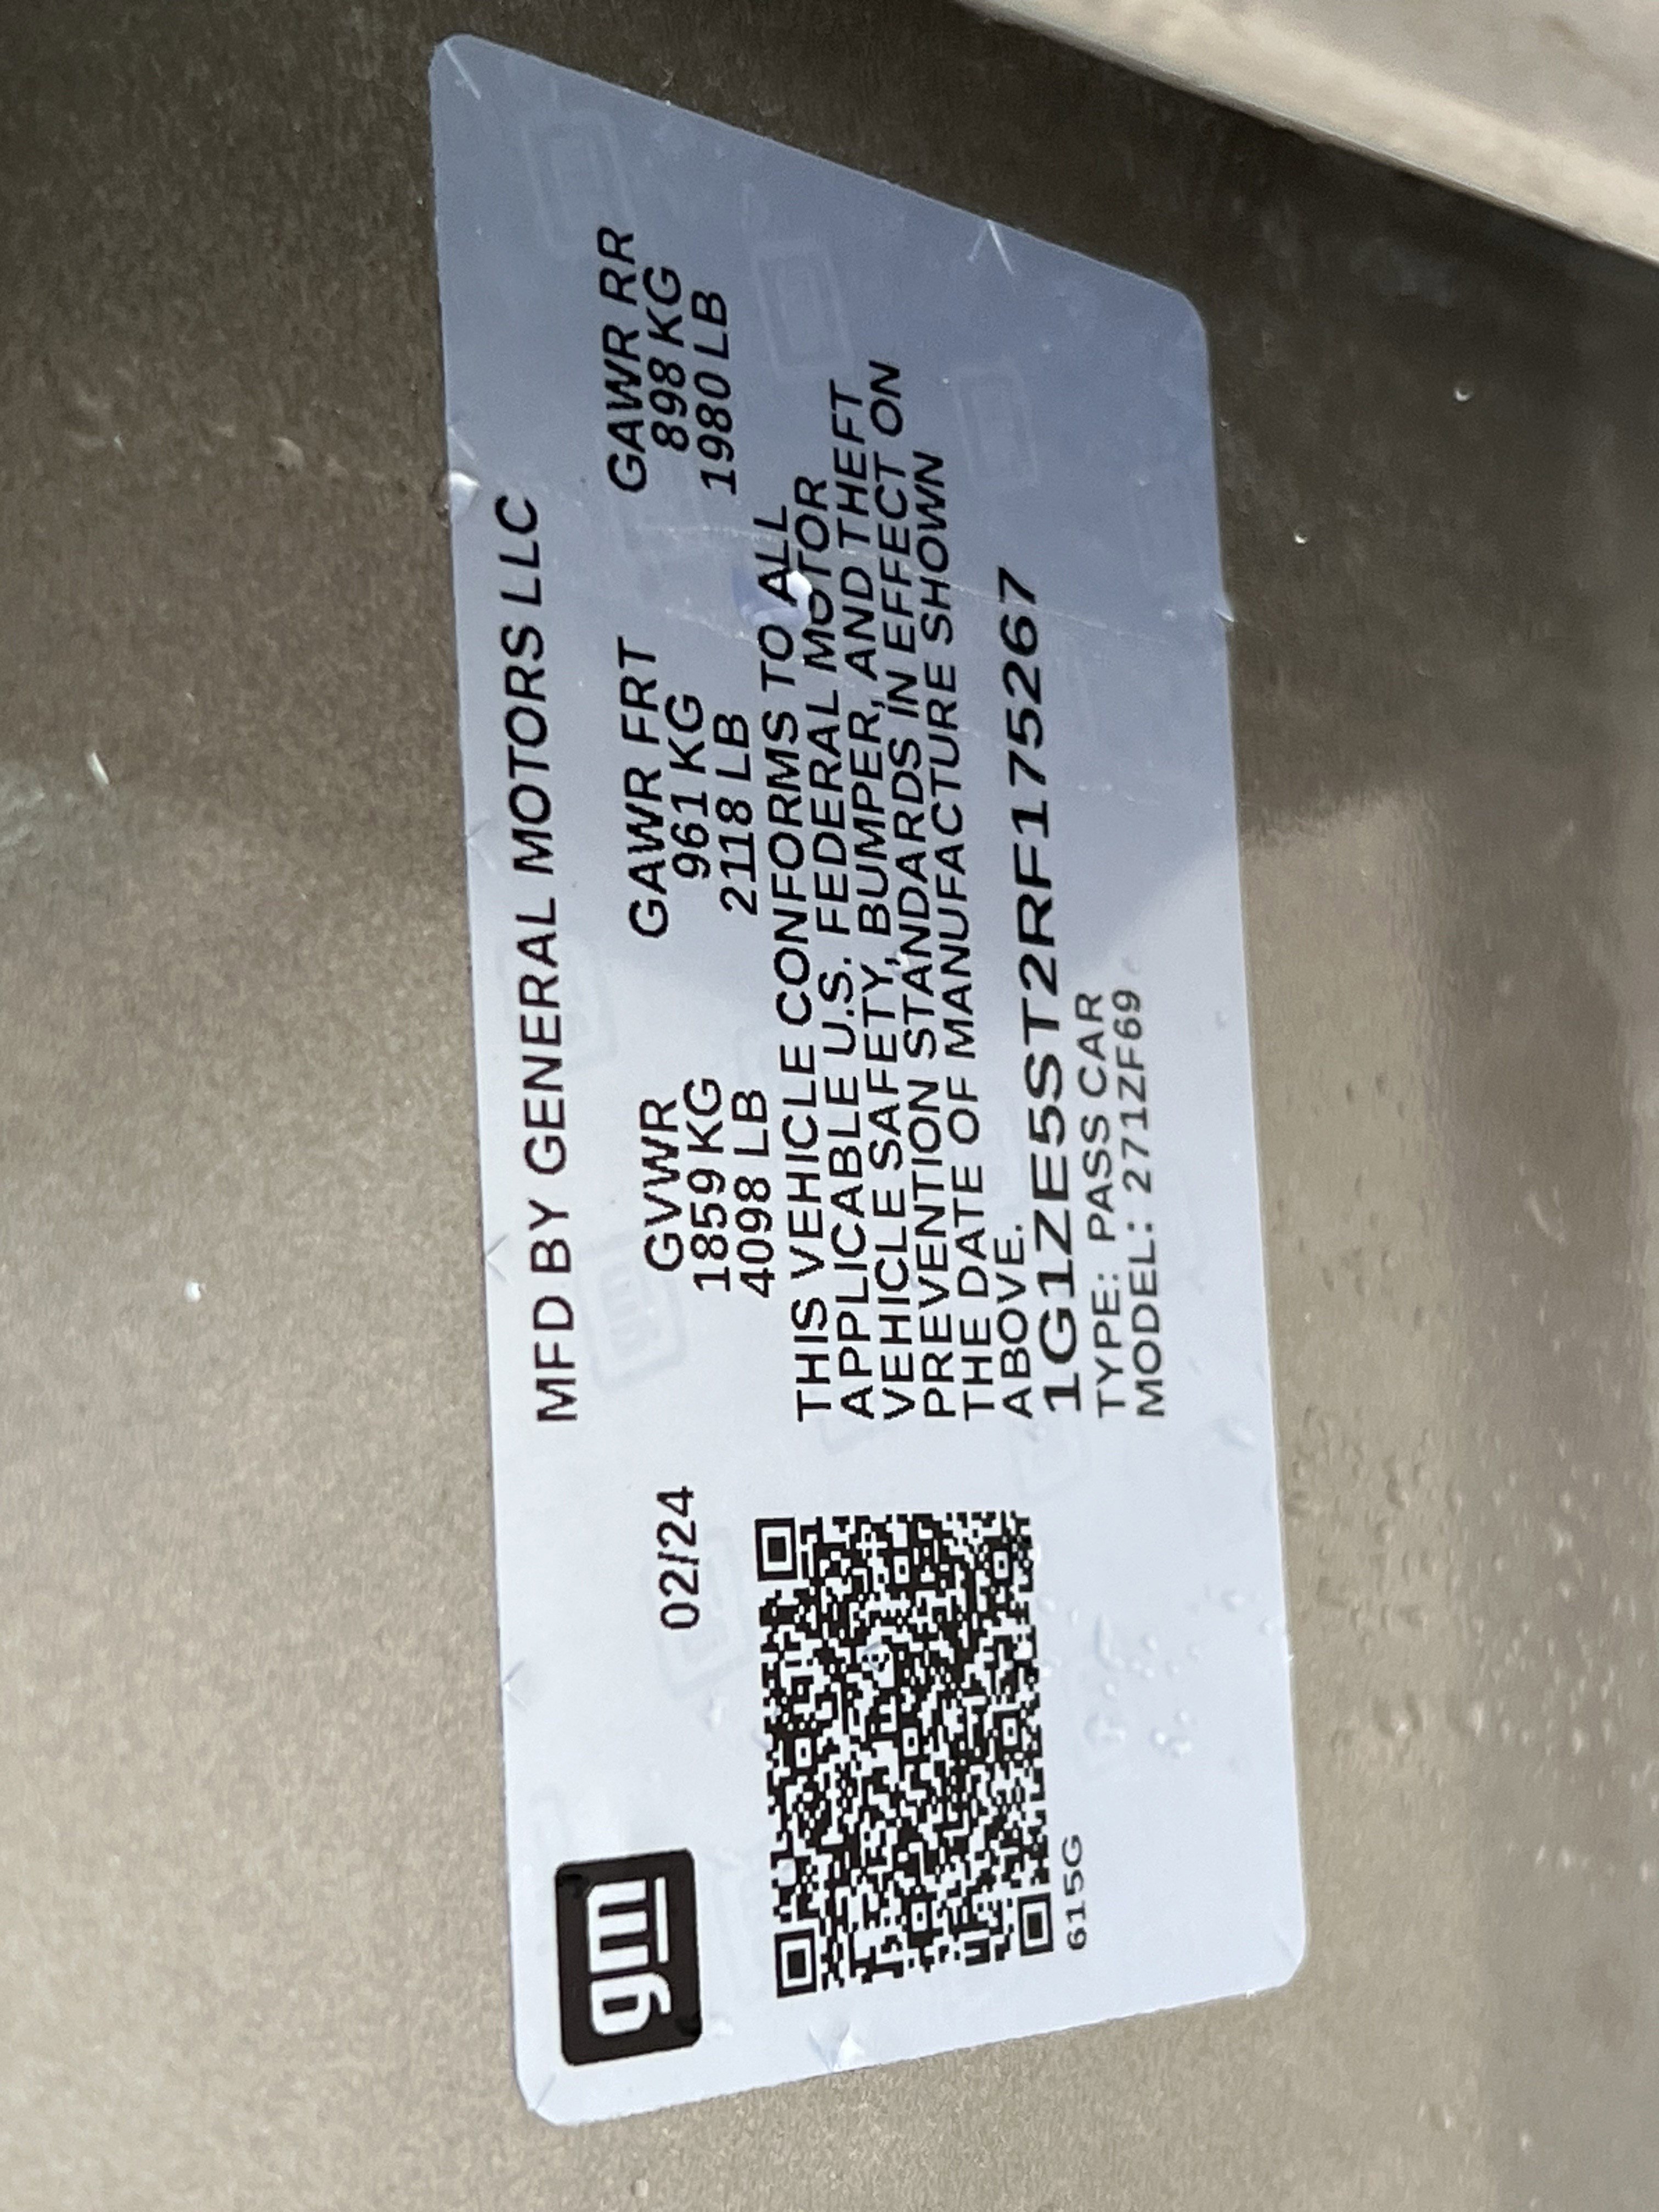 gm
MFD BY GENERAL MOTORS LLC
02/24
GVWR GAWR FRT GAWR RR
1859 KG 961 KG 898 KG
4098 LB 2118 LB 1980 LB
THIS VEHICLE CONFORMS TO ALL
APPLICABLE U.S. FEDERAL MOTOR
VEHICLE SAFETY, BUMPER, AND THEFT
PREVENTION STANDARDS IN EFFECT ON
THE DATE OF MANUFACTURE SHOWN
ABOVE.
1G1ZE5ST2RF175267
TYPE: PASS CAR
MODEL: 271ZF69
615G